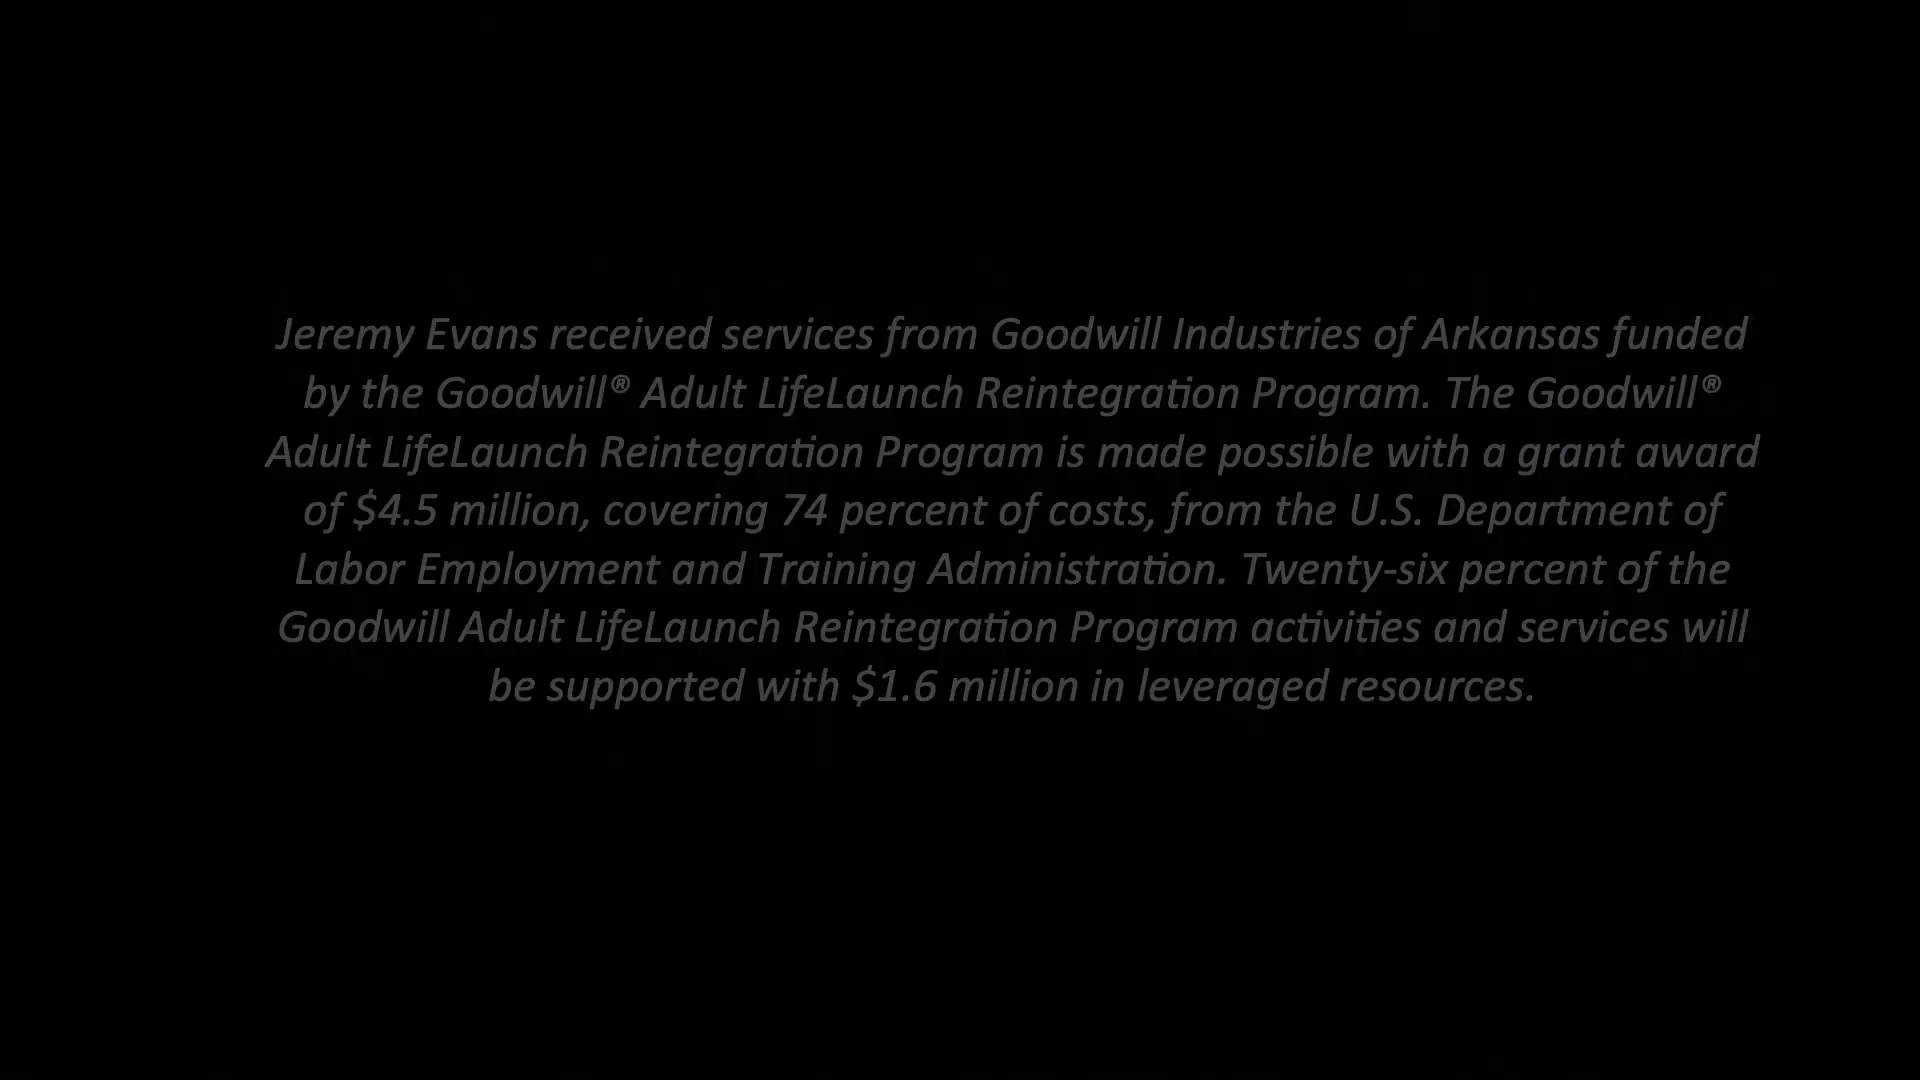 Jeremy Evans received services from Goodwill Industries of Arkansas funded
by the Goodwill® Adult LifeLaunch Reintegration Program. The Goodwill®
Adult LifeLaunch Reintegration Program is made possible with a grant award
of $4.5 million, covering 74 percent of costs, from the U.S. Department of
Labor Employment and Training Administration. Twenty-six percent of the
Goodwill Adult LifeLaunch Reintegration Program activities and services will
be supported with $1.6 million in leveraged resources.